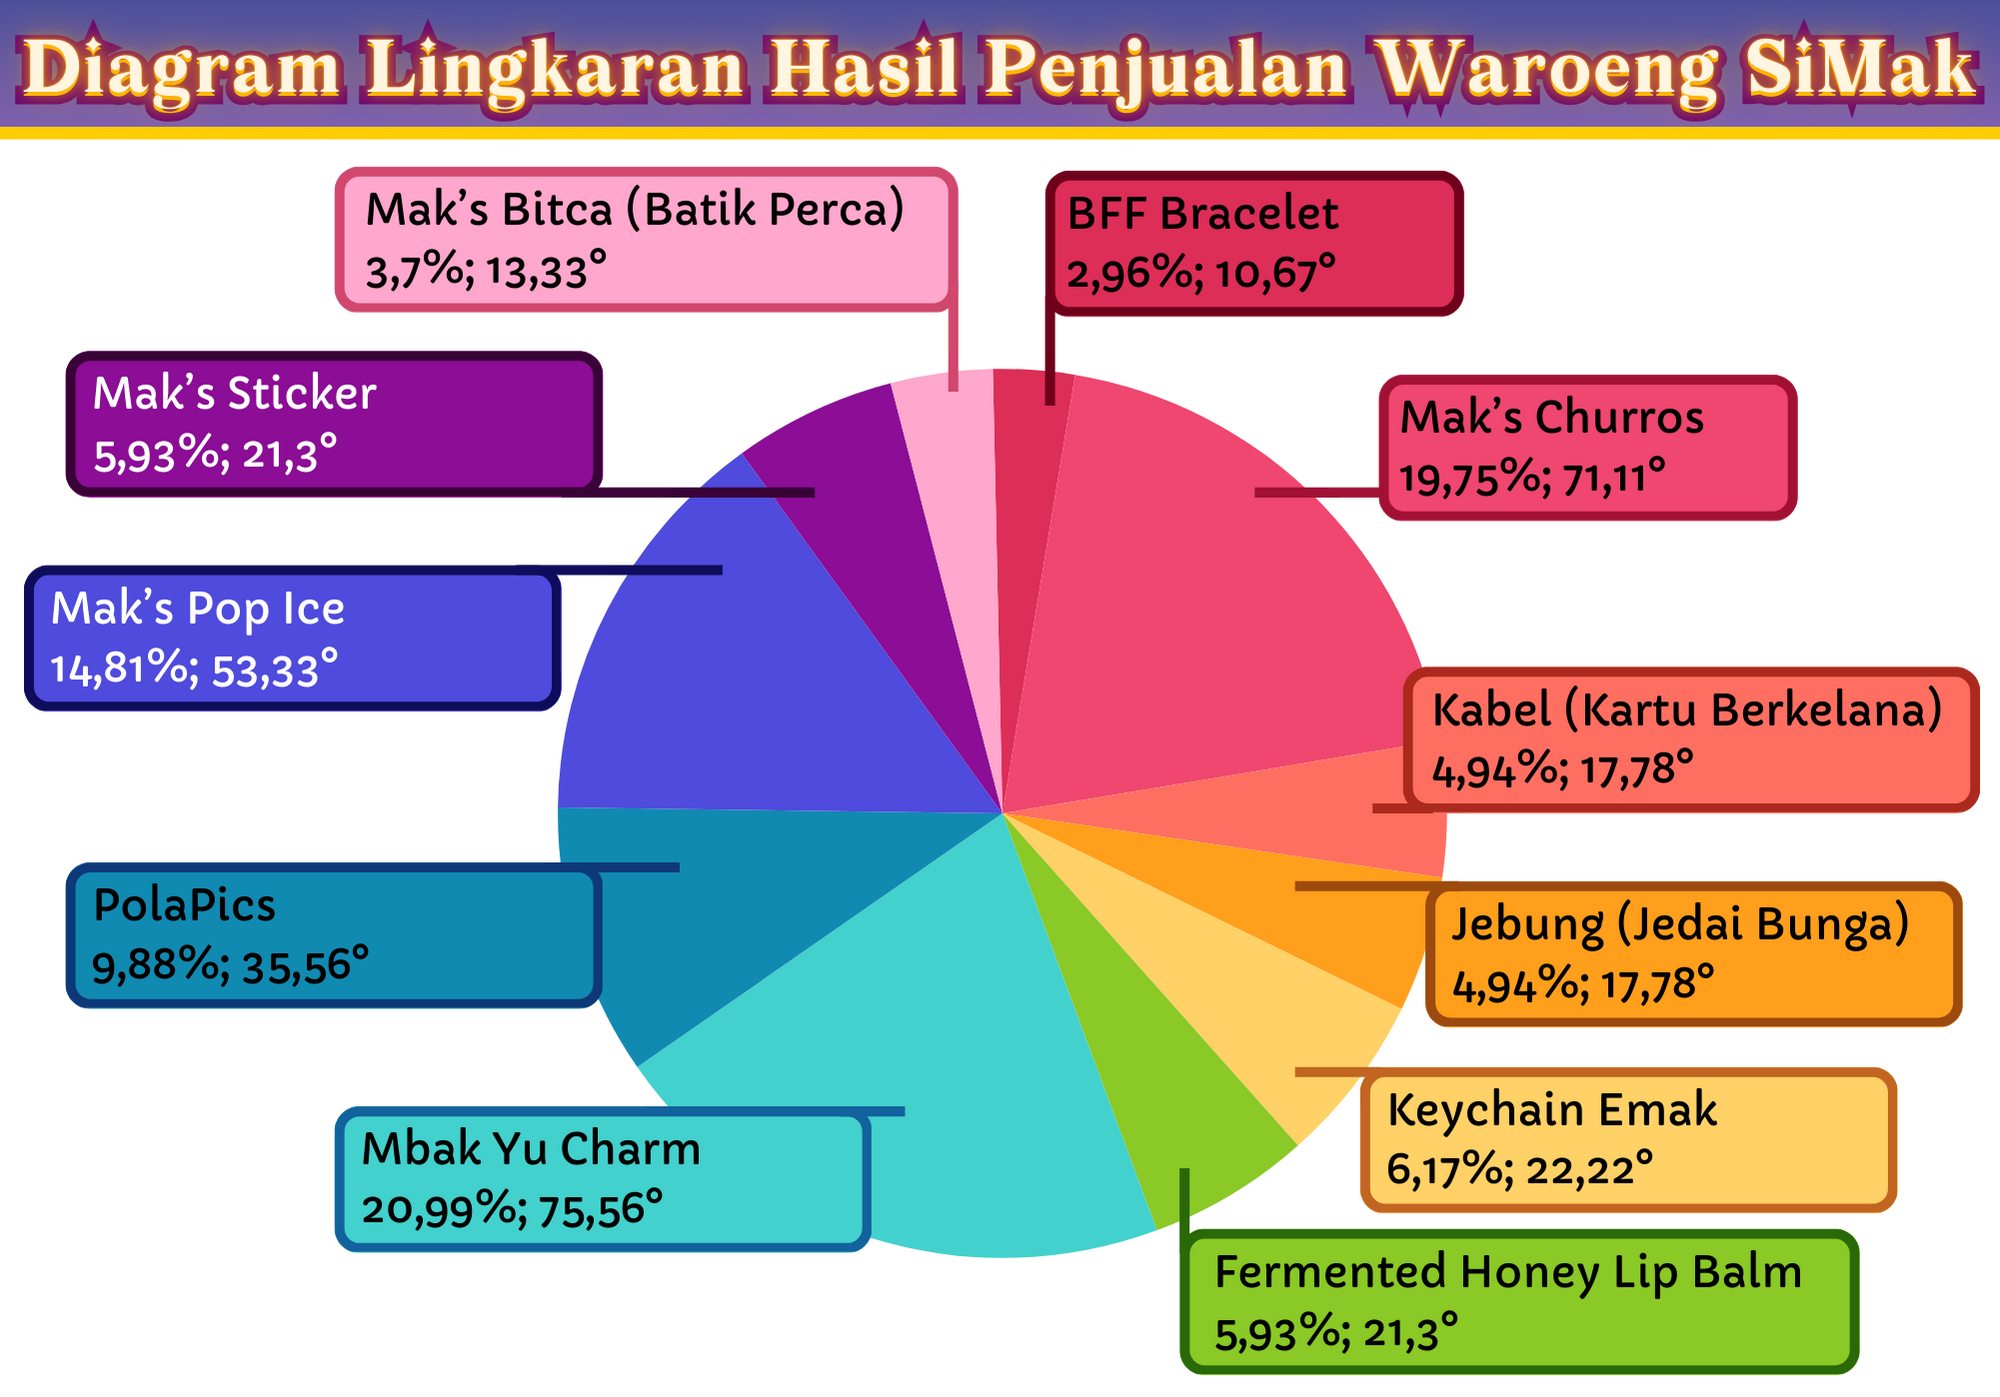 Diagram Lingkaran Hasil Penjualan Waroeng SiMak
Mak's Bitca (Batik Perca)
3,7%; 13,33°
BFF Bracelet
2,96%; 10,67°
Mak's Sticker
5,93%; 21,3°
Mak's Churros
19,75%; 71,11°
Mak's Pop Ice
14,81%; 53,33°
Kabel (Kartu Berkelana)
4,94%; 17,78°
PolaPics
9,88%; 35,56°
Jebung (Jedai Bunga)
4,94%; 17,78°
Keychain Emak
6,17%; 22,22°
Mbak Yu Charm
20,99%; 75,56°
Fermented Honey Lip Balm
5,93%; 21,3°